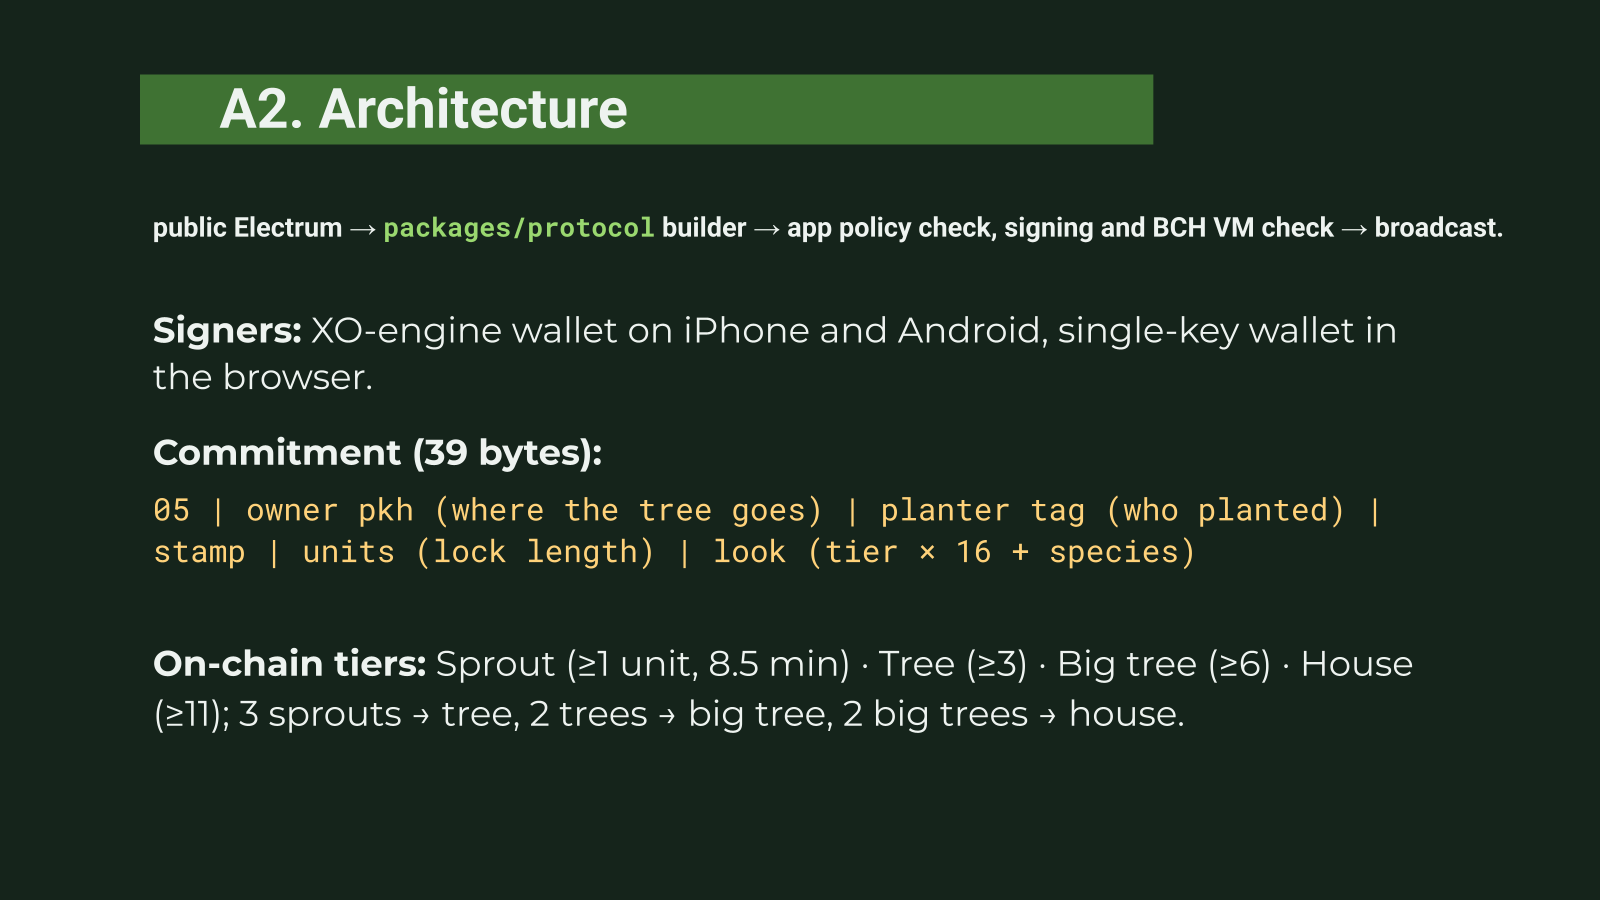 A2. Architecture
public Electrum → packages/protocol builder → app policy check, signing and BCH VM check → broadcast.
Signers: XO-engine wallet on iPhone and Android, single-key wallet in
the browser.
Commitment (39 bytes):
05 | owner pkh (where the tree goes) | planter tag (who planted) |
stamp | units (lock length) | look (tier × 16 + species)
On-chain tiers: Sprout (≥1 unit, 8.5 min) · Tree (≥3) · Big tree (≥6) · House
(≥11); 3 sprouts → tree, 2 trees → big tree, 2 big trees → house.